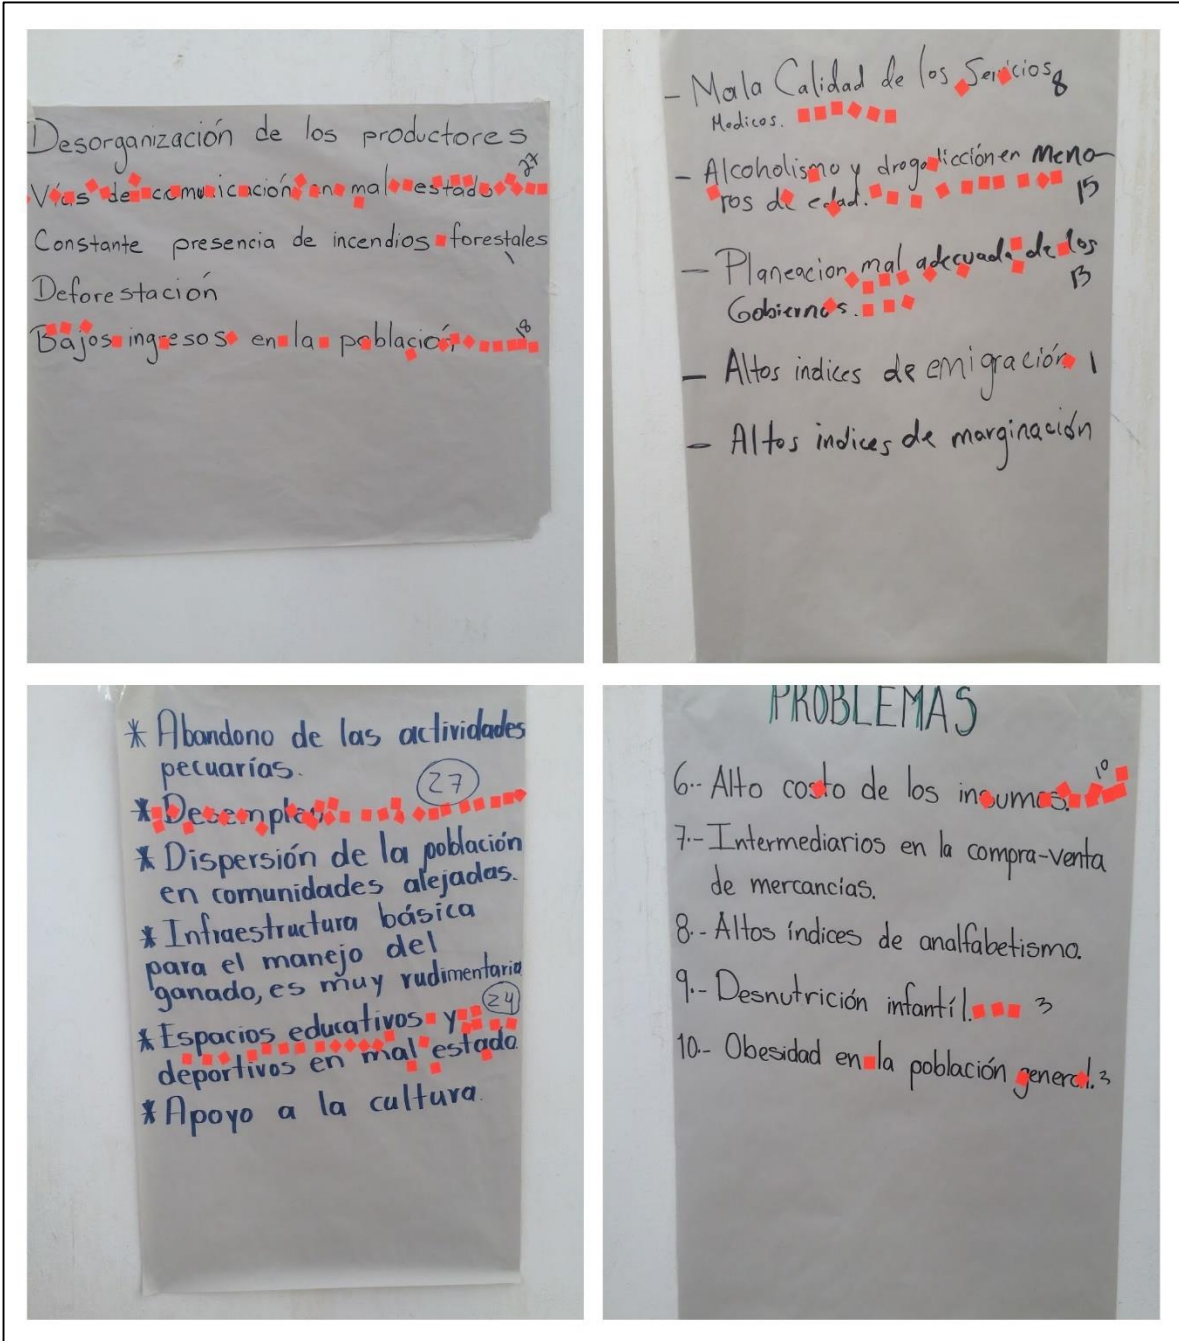 Desorganización de los productores
Vías de comunicación en mal estado 27
Constante presencia de incendios forestales
1
Deforestación
Bajos ingresos en la población 18
- Mala Calidad de los Servicios 8
Medicos.
- Alcoholismo y drogadicción en Meno-
ros de edad. 15
- Planeacion mal adecuada de los
Gobiernos. 13
- Altos indices de emigración 1
- Altos indices de marginación
* Abandono de las actividades
pecuarías.
27
* Desempleo
* Dispersión de la población
en comunidades alejadas.
* Infraestructura básica
para el manejo del
ganado, es muy rudimentaria
24
* Espacios educativos y
deportivos en mal estado
* Apoyo a la cultura.
PROBLEMAS
6.- Alto costo de los insumos. 10
7.- Intermediarios en la compra-venta
de mercancias.
8.- Altos índices de analfabetismo.
9.- Desnutrición infantíl. 3
10.- Obesidad en la población general. 3